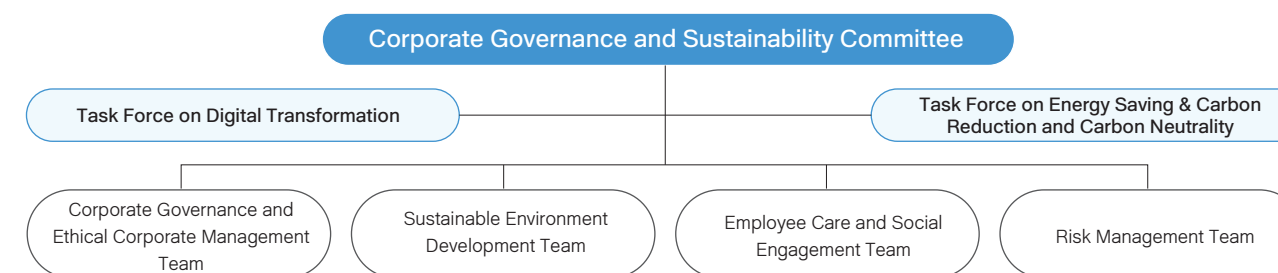 Corporate Governance and Sustainability Committee
Task Force on Digital Transformation
Task Force on Energy Saving & Carbon
Reduction and Carbon Neutrality
Corporate Governance and
Ethical Corporate Management
Team
Sustainable Environment
Development Team
Employee Care and Social
Engagement Team
Risk Management Team